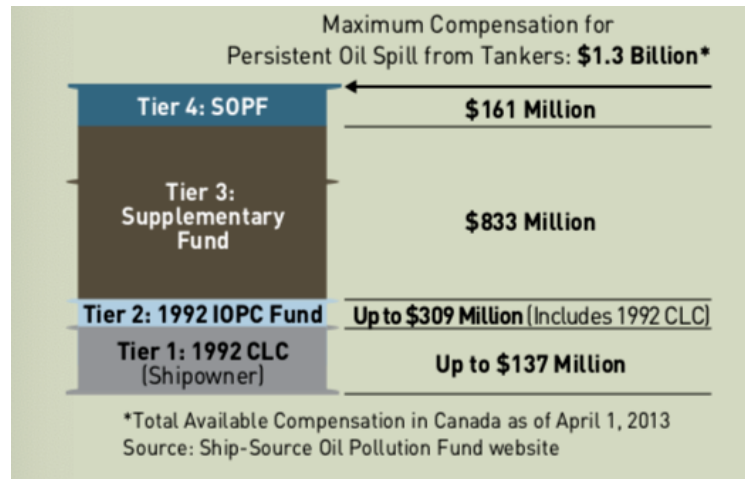 Maximum Compensation for
Persistent Oil Spill from Tankers: $1.3 Billion*
Tier 4: SOPF
$161 Million
Tier 3:
Supplementary
Fund
$833 Million
Tier 2: 1992 IOPC Fund
Up to $309 Million (Includes 1992 CLC)
Tier 1: 1992 CLC
(Shipowner)
Up to $137 Million
*Total Available Compensation in Canada as of April 1, 2013
Source: Ship-Source Oil Pollution Fund website